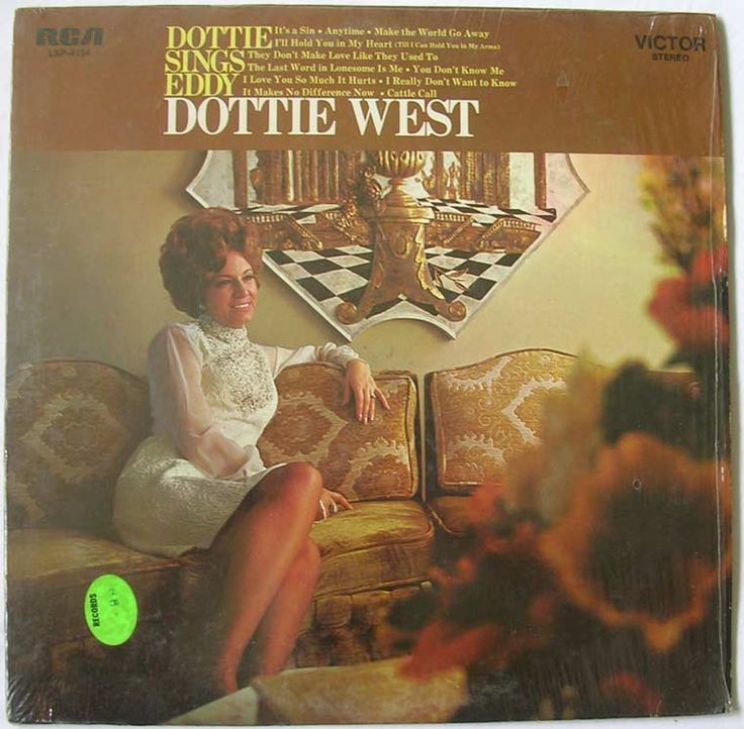 RCA
LSP-4154
DOTTIE
SINGS
EDDY
It's a Sin • Anytime • Make the World Go Away
I'll Hold You in My Heart (Till I Can Hold You in My Arms)
They Don't Make Love Like They Used To
The Last Word in Lonesome Is Me • You Don't Know Me
I Love You So Much It Hurts • I Really Don't Want to Know
It Makes No Difference Now • Cattle Call
DOTTIE WEST
VICTOR
STEREO
RECORDS